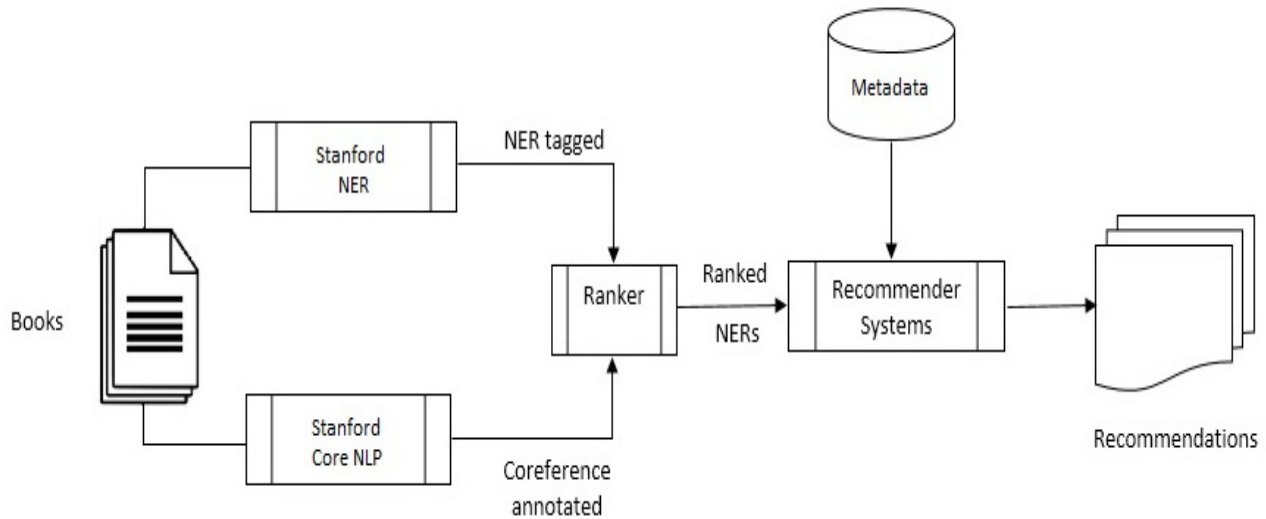 Metadata
Stanford
NER
NER tagged
Books
Ranker
Ranked
NERs
Recommender
Systems
Stanford
Core NLP
Coreference
annotated
Recommendations